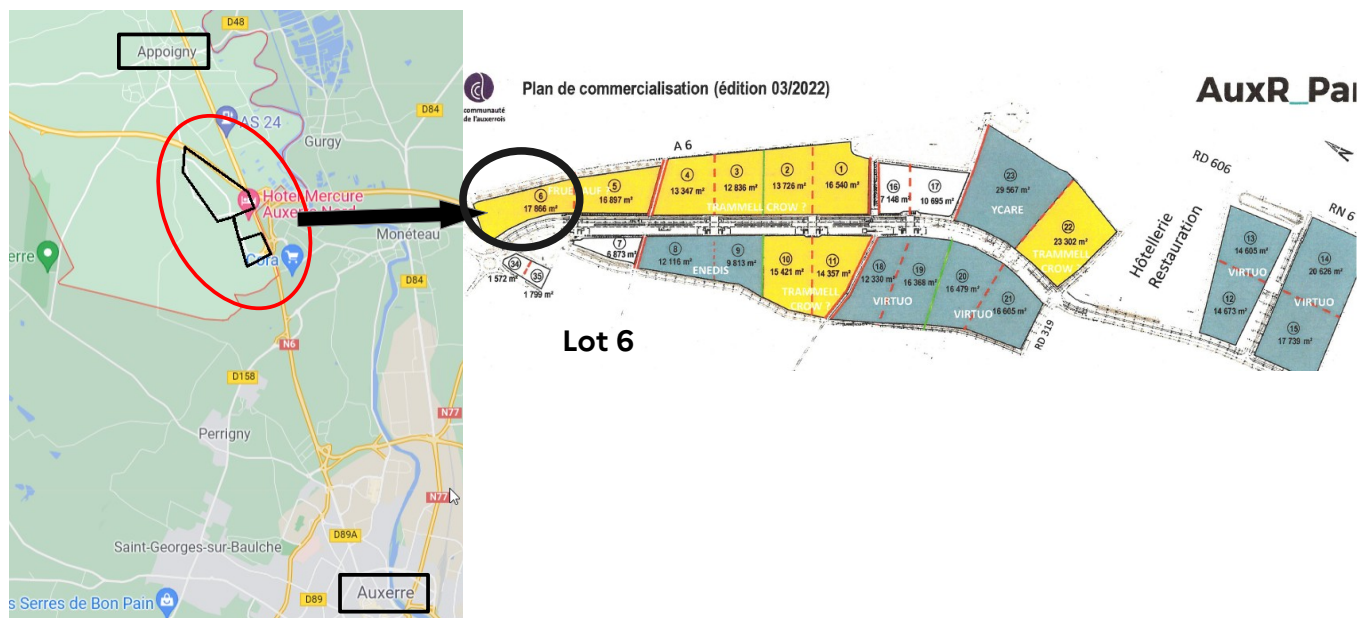 D48
Appoigny
AS 24
D84
Gurgy
Hôtel Mercure
Auxerre Nord
Monéteau
erre
Cora
D84
N6
D158
N77
Perrigny
N77
D89A
Saint-Georges-sur-Baulche
D89
Auxerre
s Serres de Bon Pain
communauté
de l'auxerrois
Plan de commercialisation (édition 03/2022)
AuxR_Par
A 6
RD 606
RN 6
N
6
17 866 m²
5
16 897 m²
4
13 347 m²
3
12 836 m²
2
13 726 m²
1
16 540 m²
TRAMMELL CROW ?
16
7 148 m²
17
10 695 m²
23
29 567 m²
YCARE
22
23 302 m²
TRAMMELL
CROW
7
6 873 m²
8
12 116 m²
9
9 813 m²
ENEDIS
10
15 421 m²
11
14 357 m²
TRAMMELL
CROW ?
18
12 330 m²
19
16 368 m²
VIRTUO
20
16 479 m²
21
16 605 m²
VIRTUO
34
1 572 m²
35
1 799 m²
RD 319
Hôtellerie
Restauration
13
14 605 m²
VIRTUO
12
14 673 m²
14
20 626 m²
VIRTUO
15
17 739 m²
Lot 6